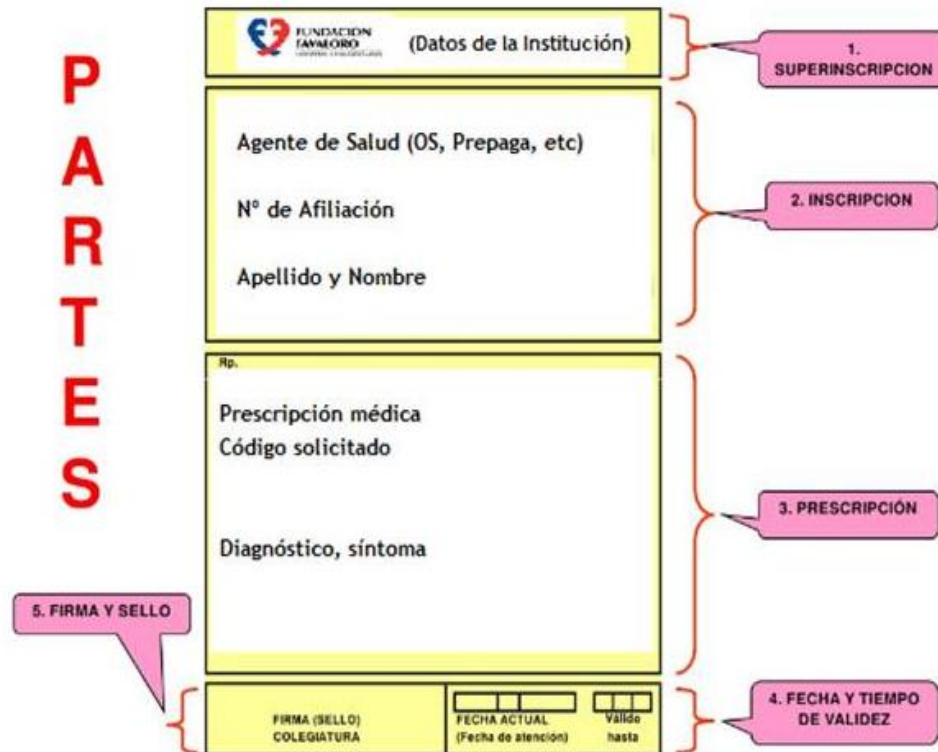 PARTES
FUNDACIÓN
FAVALORO
(Datos de la Institución)
1.
SUPERINSCRIPCION
Agente de Salud (OS, Prepaga, etc)
Nº de Afiliación
Apellido y Nombre
2. INSCRIPCION
Rp.
Prescripción médica
Código solicitado
Diagnóstico, síntoma
3. PRESCRIPCIÓN
5. FIRMA Y SELLO
FIRMA (SELLO)
COLEGIATURA
FECHA ACTUAL
(Fecha de atención)
Válido
hasta
4. FECHA Y TIEMPO
DE VALIDEZ